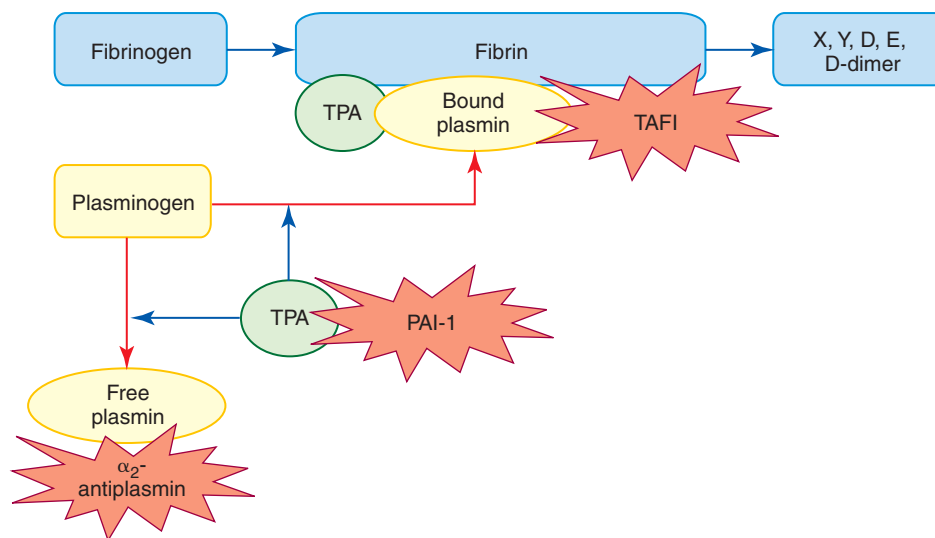 Fibrinogen
Fibrin
X, Y, D, E,
D-dimer
TPA
Bound
plasmin
TAFI
Plasminogen
TPA
PAI-1
Free
plasmin
α₂-
antiplasmin